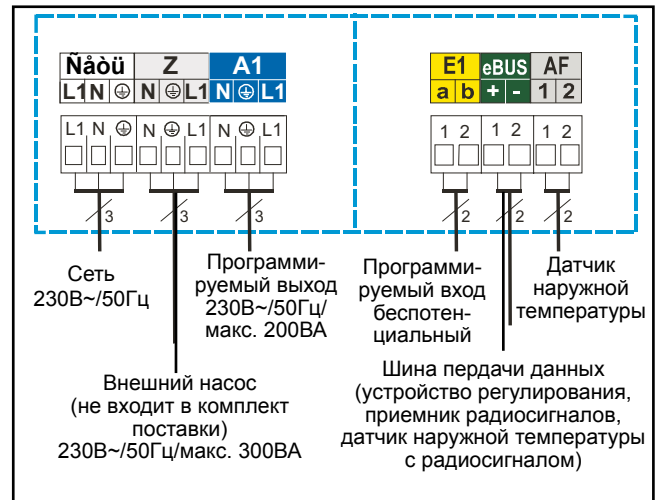 Ñåòü Z A1
L1 N ⏚ N ⏚ L1 N ⏚ L1
E1 eBUS AF
a b + - 1 2
L1 N ⏚ N ⏚ L1 N ⏚ L1
1 2 1 2 1 2
3 3 3
2 2 2
Сеть
230В~/50Гц
Программи-
руемый выход
230В~/50Гц/
макс. 200ВА
Программи-
руемый вход
беспотен-
циальный
Датчик
наружной
температуры
Внешний насос
(не входит в комплект
поставки)
230В~/50Гц/макс. 300ВА
Шина пердачи данных
(устройство регулирования,
приемник радиосигналов,
датчик наружной температуры
с радиосигналом)